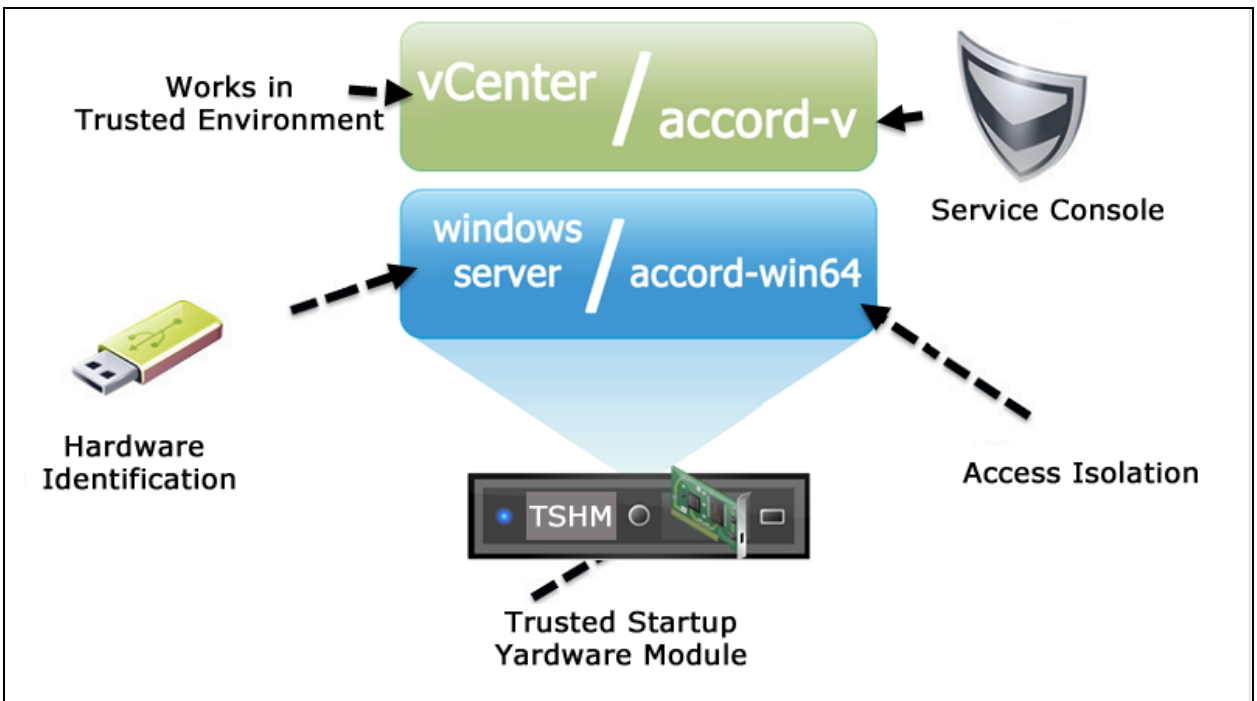 Works in
Trusted Environment
vCenter
/
accord-v
Service Console
windows
server
/
accord-win64
Hardware
Identification
Access Isolation
TSHM
Trusted Startup
Yardware Module